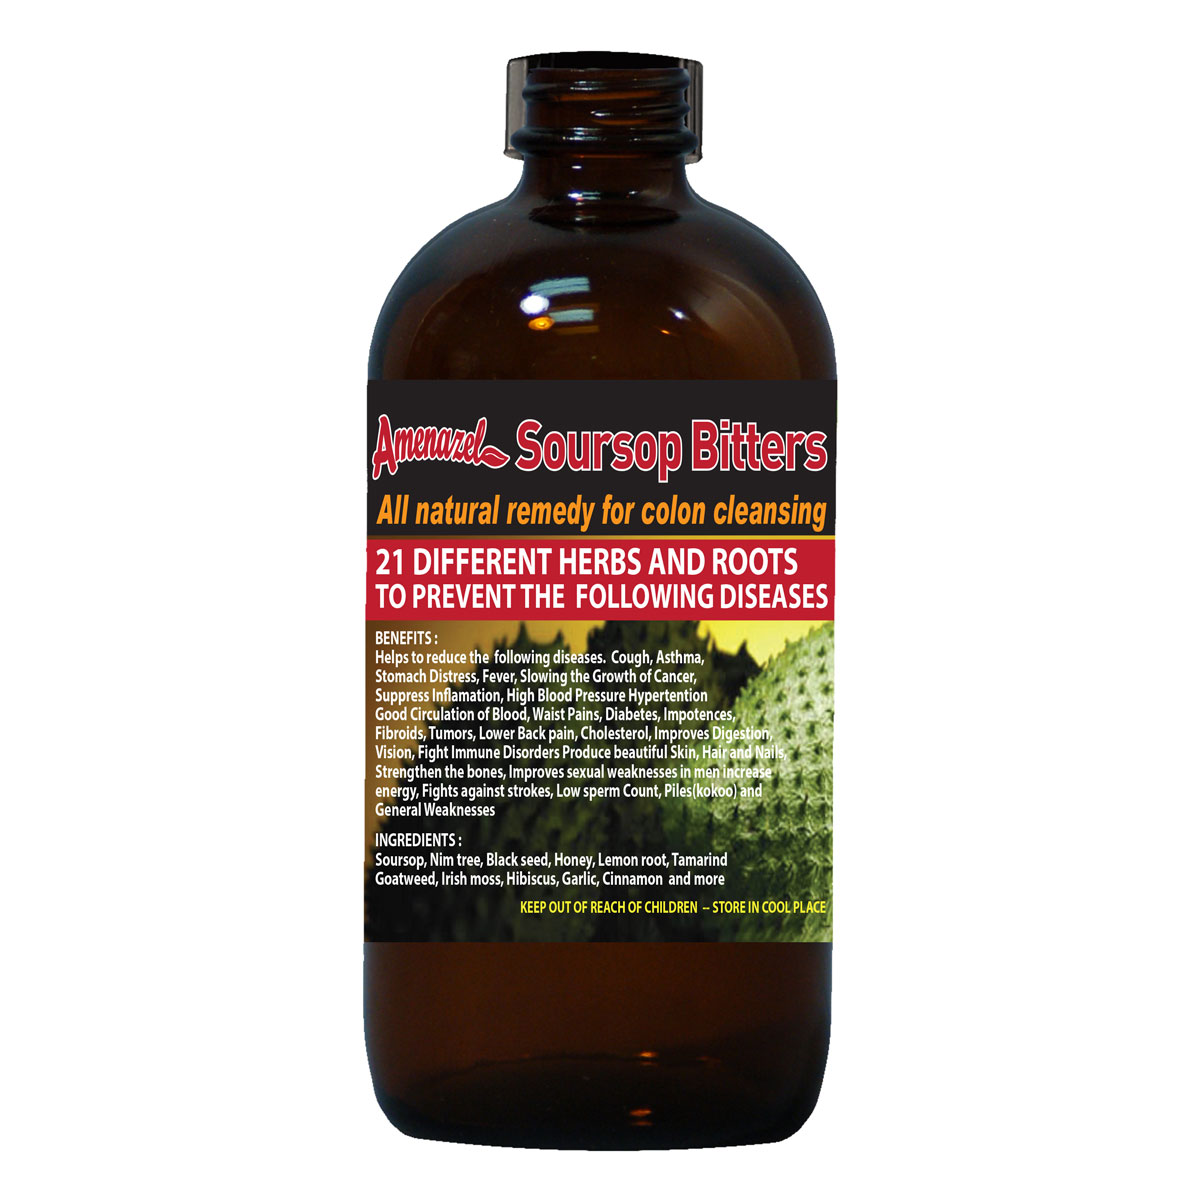 Amenazel Soursop Bitters
All natural remedy for colon cleansing
21 DIFFERENT HERBS AND ROOTS
TO PREVENT THE FOLLOWING DISEASES
BENEFITS :
Helps to reduce the following diseases. Cough, Asthma,
Stomach Distress, Fever, Slowing the Growth of Cancer,
Suppress Inflamation, High Blood Pressure Hypertention
Good Circulation of Blood, Waist Pains, Diabetes, Impotences,
Fibroids, Tumors, Lower Back pain, Cholesterol, Improves Digestion,
Vision, Fight Immune Disorders Produce beautiful Skin, Hair and Nails,
Strengthen the bones, Improves sexual weaknesses in men increase
energy, Fights against strokes, Low sperm Count, Piles(kokoo) and
General Weaknesses
INGREDIENTS :
Soursop, Nim tree, Black seed, Honey, Lemon root, Tamarind
Goatweed, Irish moss, Hibiscus, Garlic, Cinnamon and more
KEEP OUT OF REACH OF CHILDREN -- STORE IN COOL PLACE